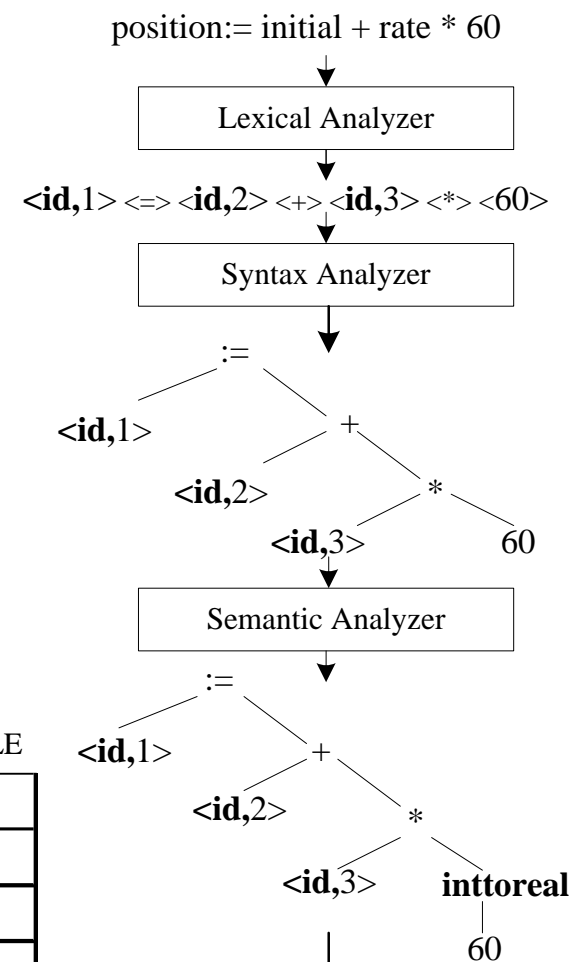 position:= initial + rate * 60
Lexical Analyzer
<id,1> <=> <id,2> <+> <id,3> <*> <60>
Syntax Analyzer
:=
<id,1> +
<id,2> *
<id,3> 60
Semantic Analyzer
:=
LE <id,1> +
<id,2> *
<id,3> inttoreal
60